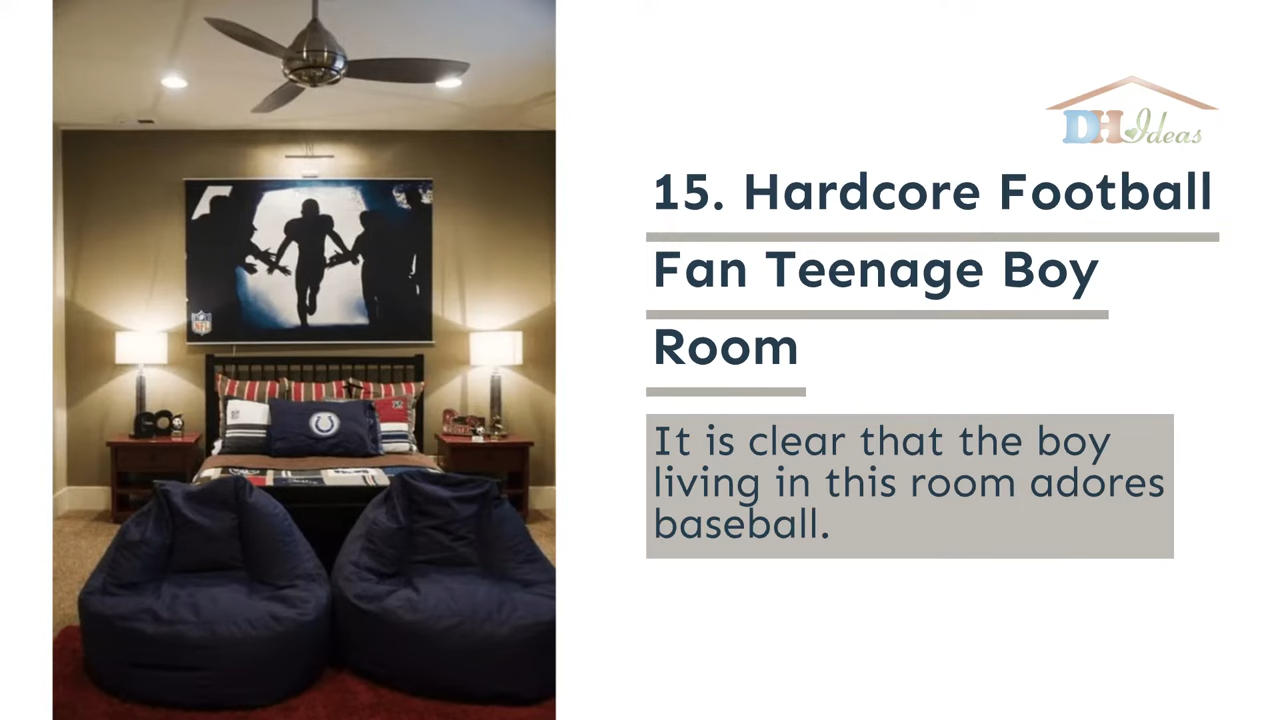 DH Ideas
15. Hardcore Football
Fan Teenage Boy
Room
It is clear that the boy
living in this room adores
baseball.
NFL